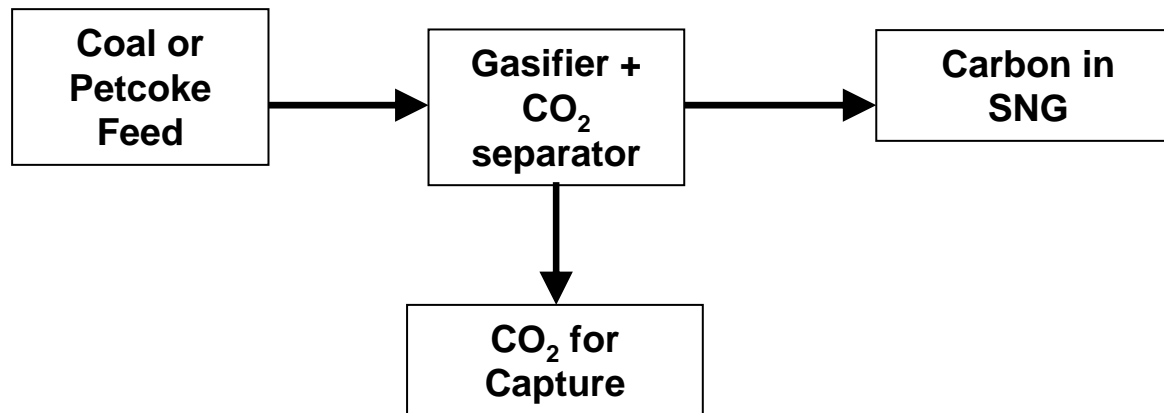 Coal or
Petcoke
Feed
Gasifier +
CO₂
separator
Carbon in
SNG
CO₂ for
Capture